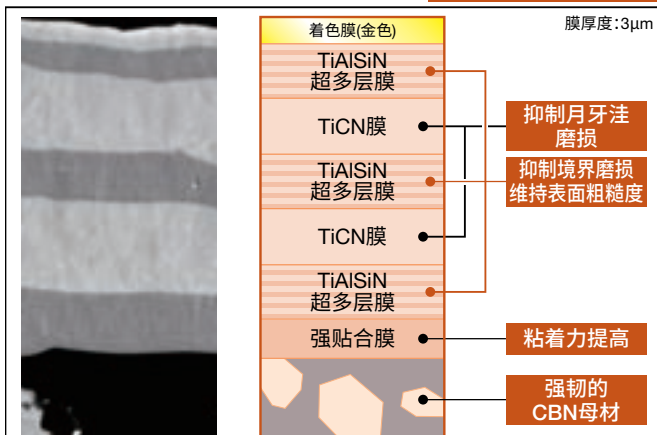 膜厚度:3μm
着色膜(金色)
TiAlSiN
超多层膜
TiCN膜
抑制月牙洼
磨损
TiAlSiN
超多层膜
抑制境界磨损
维持表面粗糙度
TiCN膜
TiAlSiN
超多层膜
强贴合膜
粘着力提高
强韧的
CBN母材